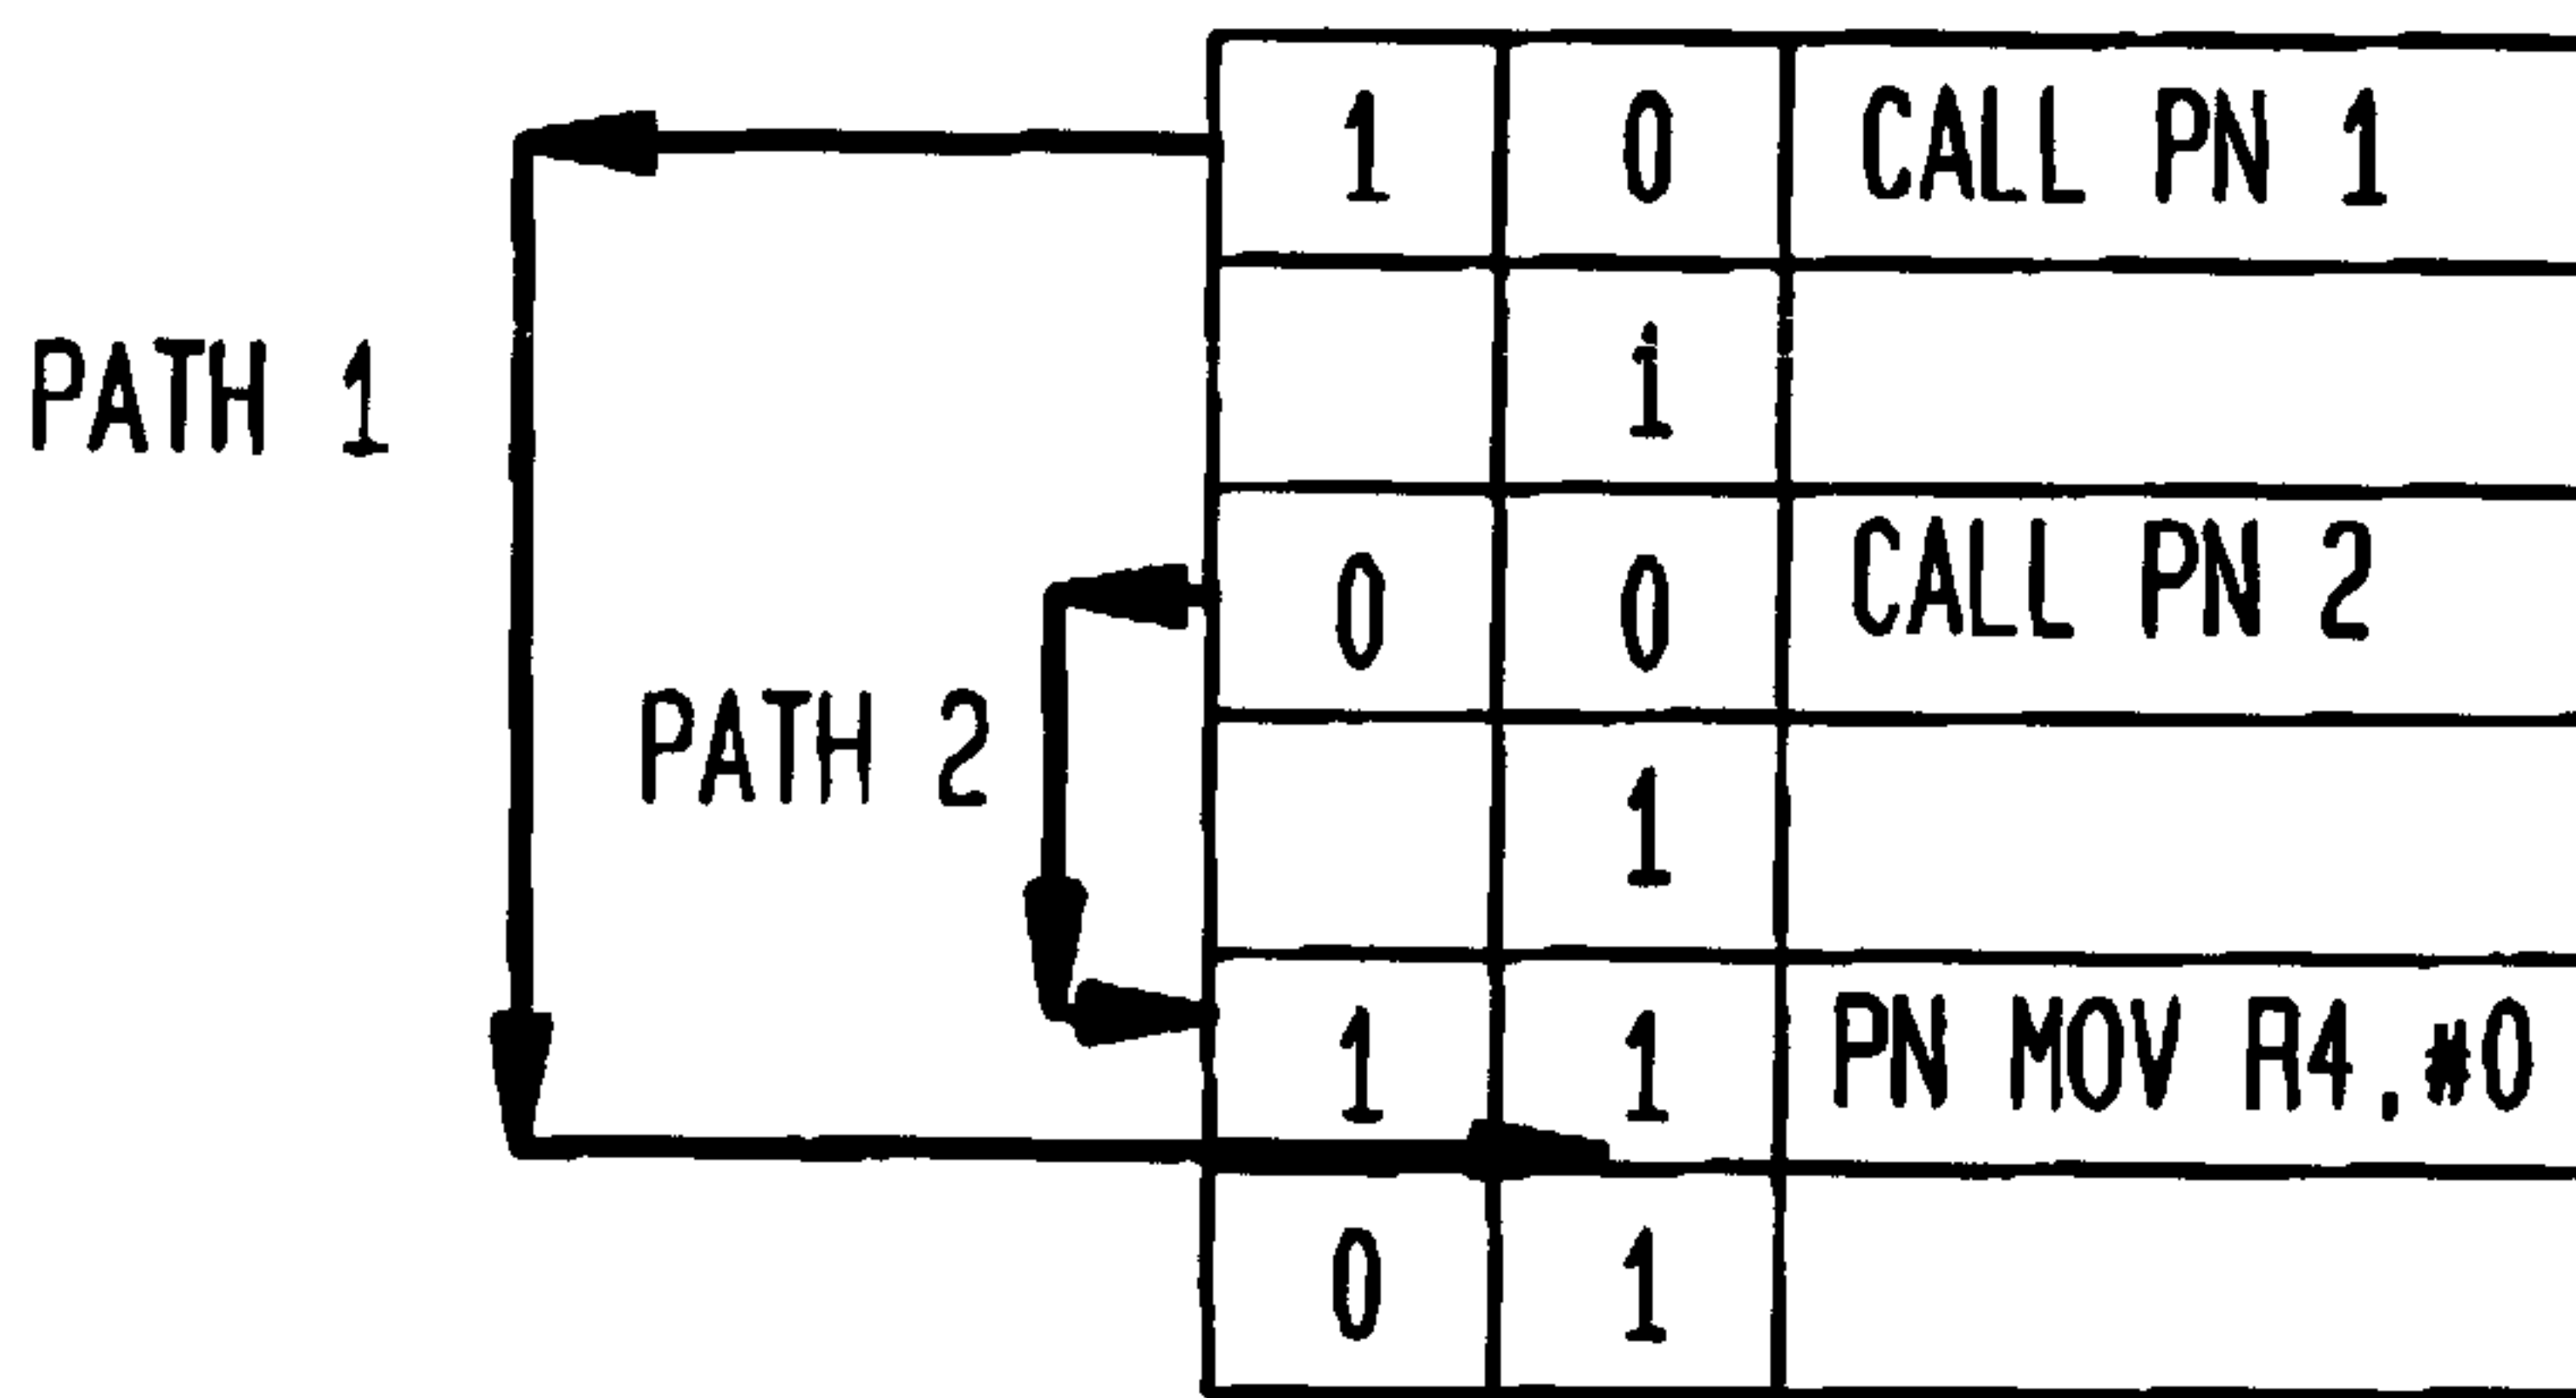 1 0 CALL PN 1
PATH 1
1
0 0 CALL PN 2
PATH 2
1
1 1 PN MOV R4,#0
0 1